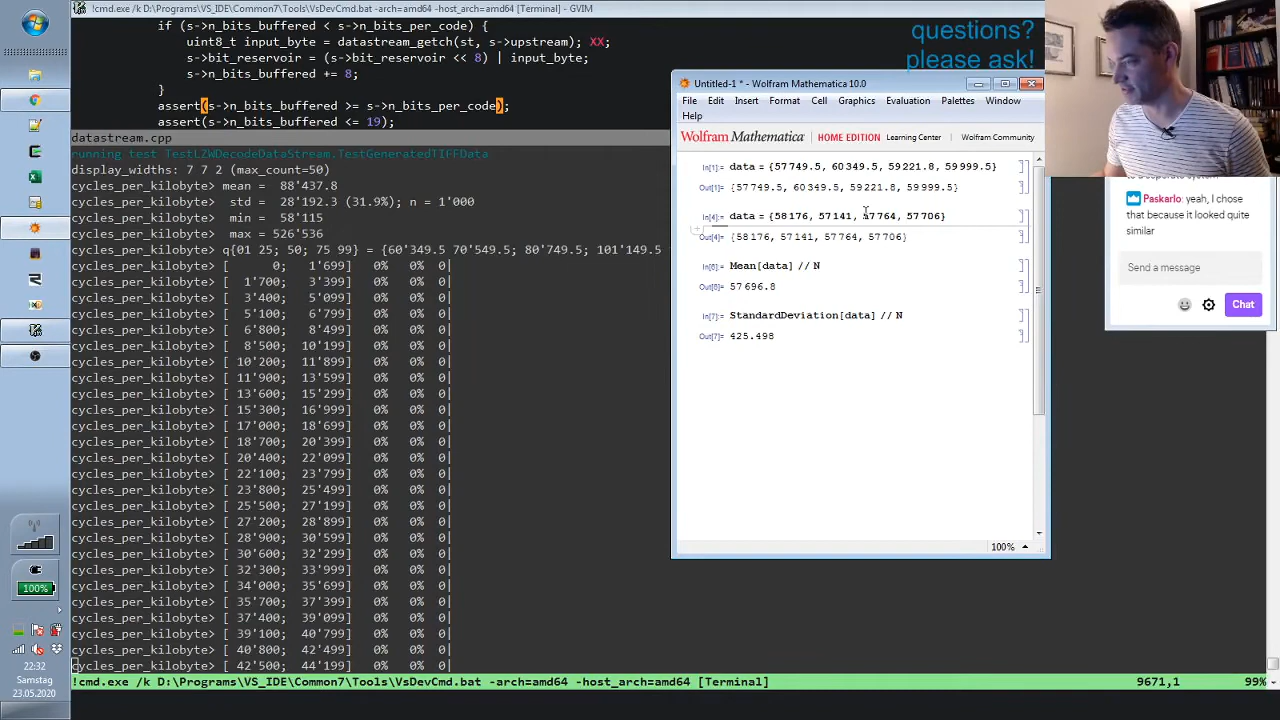 !cmd.exe /k D:\Programs\VS_IDE\Common7\Tools\VsDevCmd.bat -arch=amd64 -host_arch=amd64 [Terminal] - GVIM
if (s->n_bits_buffered < s->n_bits_per_code) {
uint8_t input_byte = datastream_getch(st, s->upstream); XX;
s->bit_reservoir = (s->bit_reservoir << 8) | input_byte;
s->n_bits_buffered += 8;
}
assert(s->n_bits_buffered >= s->n_bits_per_code);
assert(s->n_bits_buffered <= 19);
datastream.cpp
running test TestLZWDecodeDataStream.TestGeneratedTIFFData
display_widths: 7 7 2 (max_count=50)
cycles_per_kilobyte> mean = 88'437.8
cycles_per_kilobyte> std = 28'192.3 (31.9%); n = 1'000
cycles_per_kilobyte> min = 58'115
cycles_per_kilobyte> max = 526'536
cycles_per_kilobyte> q{01 25; 50; 75 99} = {60'349.5 70'549.5; 80'749.5; 101'149.5
cycles_per_kilobyte> [ 0; 1'699] 0% 0% 0|
cycles_per_kilobyte> [ 1'700; 3'399] 0% 0% 0|
cycles_per_kilobyte> [ 3'400; 5'099] 0% 0% 0|
cycles_per_kilobyte> [ 5'100; 6'799] 0% 0% 0|
cycles_per_kilobyte> [ 6'800; 8'499] 0% 0% 0|
cycles_per_kilobyte> [ 8'500; 10'199] 0% 0% 0|
cycles_per_kilobyte> [ 10'200; 11'899] 0% 0% 0|
cycles_per_kilobyte> [ 11'900; 13'599] 0% 0% 0|
cycles_per_kilobyte> [ 13'600; 15'299] 0% 0% 0|
cycles_per_kilobyte> [ 15'300; 16'999] 0% 0% 0|
cycles_per_kilobyte> [ 17'000; 18'699] 0% 0% 0|
cycles_per_kilobyte> [ 18'700; 20'399] 0% 0% 0|
cycles_per_kilobyte> [ 20'400; 22'099] 0% 0% 0|
cycles_per_kilobyte> [ 22'100; 23'799] 0% 0% 0|
cycles_per_kilobyte> [ 23'800; 25'499] 0% 0% 0|
cycles_per_kilobyte> [ 25'500; 27'199] 0% 0% 0|
cycles_per_kilobyte> [ 27'200; 28'899] 0% 0% 0|
cycles_per_kilobyte> [ 28'900; 30'599] 0% 0% 0|
cycles_per_kilobyte> [ 30'600; 32'299] 0% 0% 0|
cycles_per_kilobyte> [ 32'300; 33'999] 0% 0% 0|
cycles_per_kilobyte> [ 34'000; 35'699] 0% 0% 0|
cycles_per_kilobyte> [ 35'700; 37'399] 0% 0% 0|
cycles_per_kilobyte> [ 37'400; 39'099] 0% 0% 0|
cycles_per_kilobyte> [ 39'100; 40'799] 0% 0% 0|
cycles_per_kilobyte> [ 40'800; 42'499] 0% 0% 0|
cycles_per_kilobyte> [ 42'500; 44'199] 0% 0% 0|
!cmd.exe /k D:\Programs\VS_IDE\Common7\Tools\VsDevCmd.bat -arch=amd64 -host_arch=amd64 [Terminal] 9671,1 99%
questions?
please ask!
Untitled-1 * - Wolfram Mathematica 10.0
File Edit Insert Format Cell Graphics Evaluation Palettes Window
Help
Wolfram Mathematica HOME EDITION Learning Center Wolfram Community
In[1]:= data = {57749.5, 60349.5, 59221.8, 59999.5}
Out[1]= {57749.5, 60349.5, 59221.8, 59999.5}
In[4]:= data = {58176, 57141, 57764, 57706}
Out[4]= {58176, 57141, 57764, 57706}
In[6]:= Mean[data] // N
Out[6]= 57696.8
In[7]:= StandardDeviation[data] // N
Out[7]= 425.498
100%
Paskarlo: yeah, I chose
that because it looked quite
similar
Send a message
Chat
100%
22:32
Samstag
23.05.2020